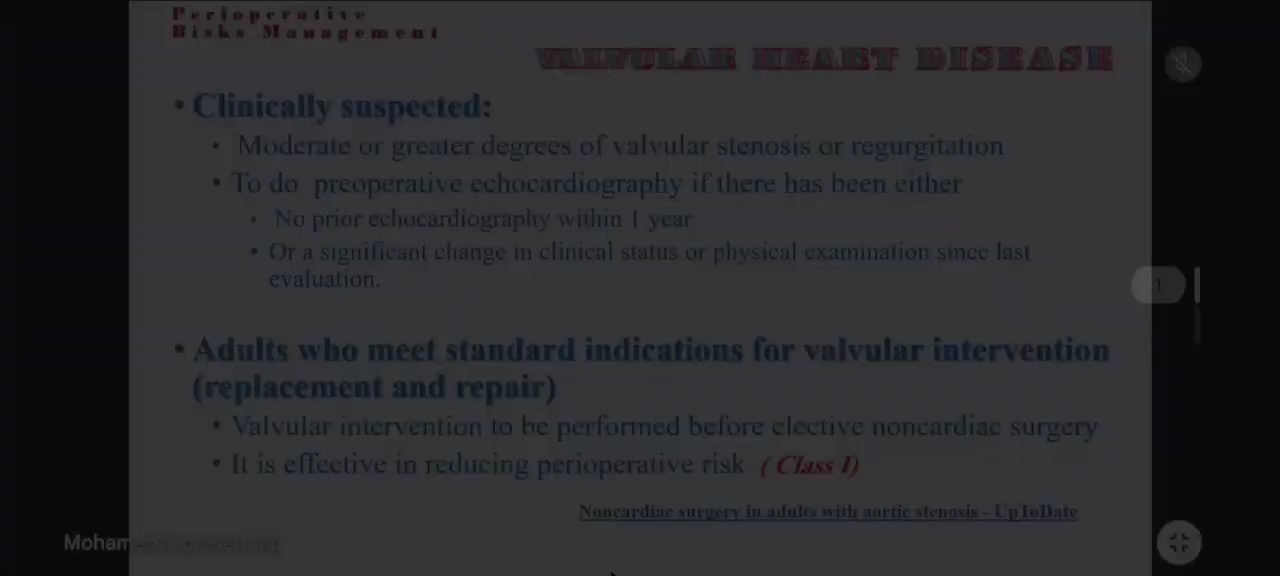 Perioperative
Risks Management
VALVULAR HEART DISEASE
• Clinically suspected:
• Moderate or greater degrees of valvular stenosis or regurgitation
• To do preoperative echocardiography if there has been either
• No prior echocardiography within 1 year
• Or a significant change in clinical status or physical examination since last
evaluation.
1
• Adults who meet standard indications for valvular intervention
(replacement and repair)
• Valvular intervention to be performed before elective noncardiac surgery
• It is effective in reducing perioperative risk ( Class I)
Noncardiac surgery in adults with aortic stenosis - UpToDate